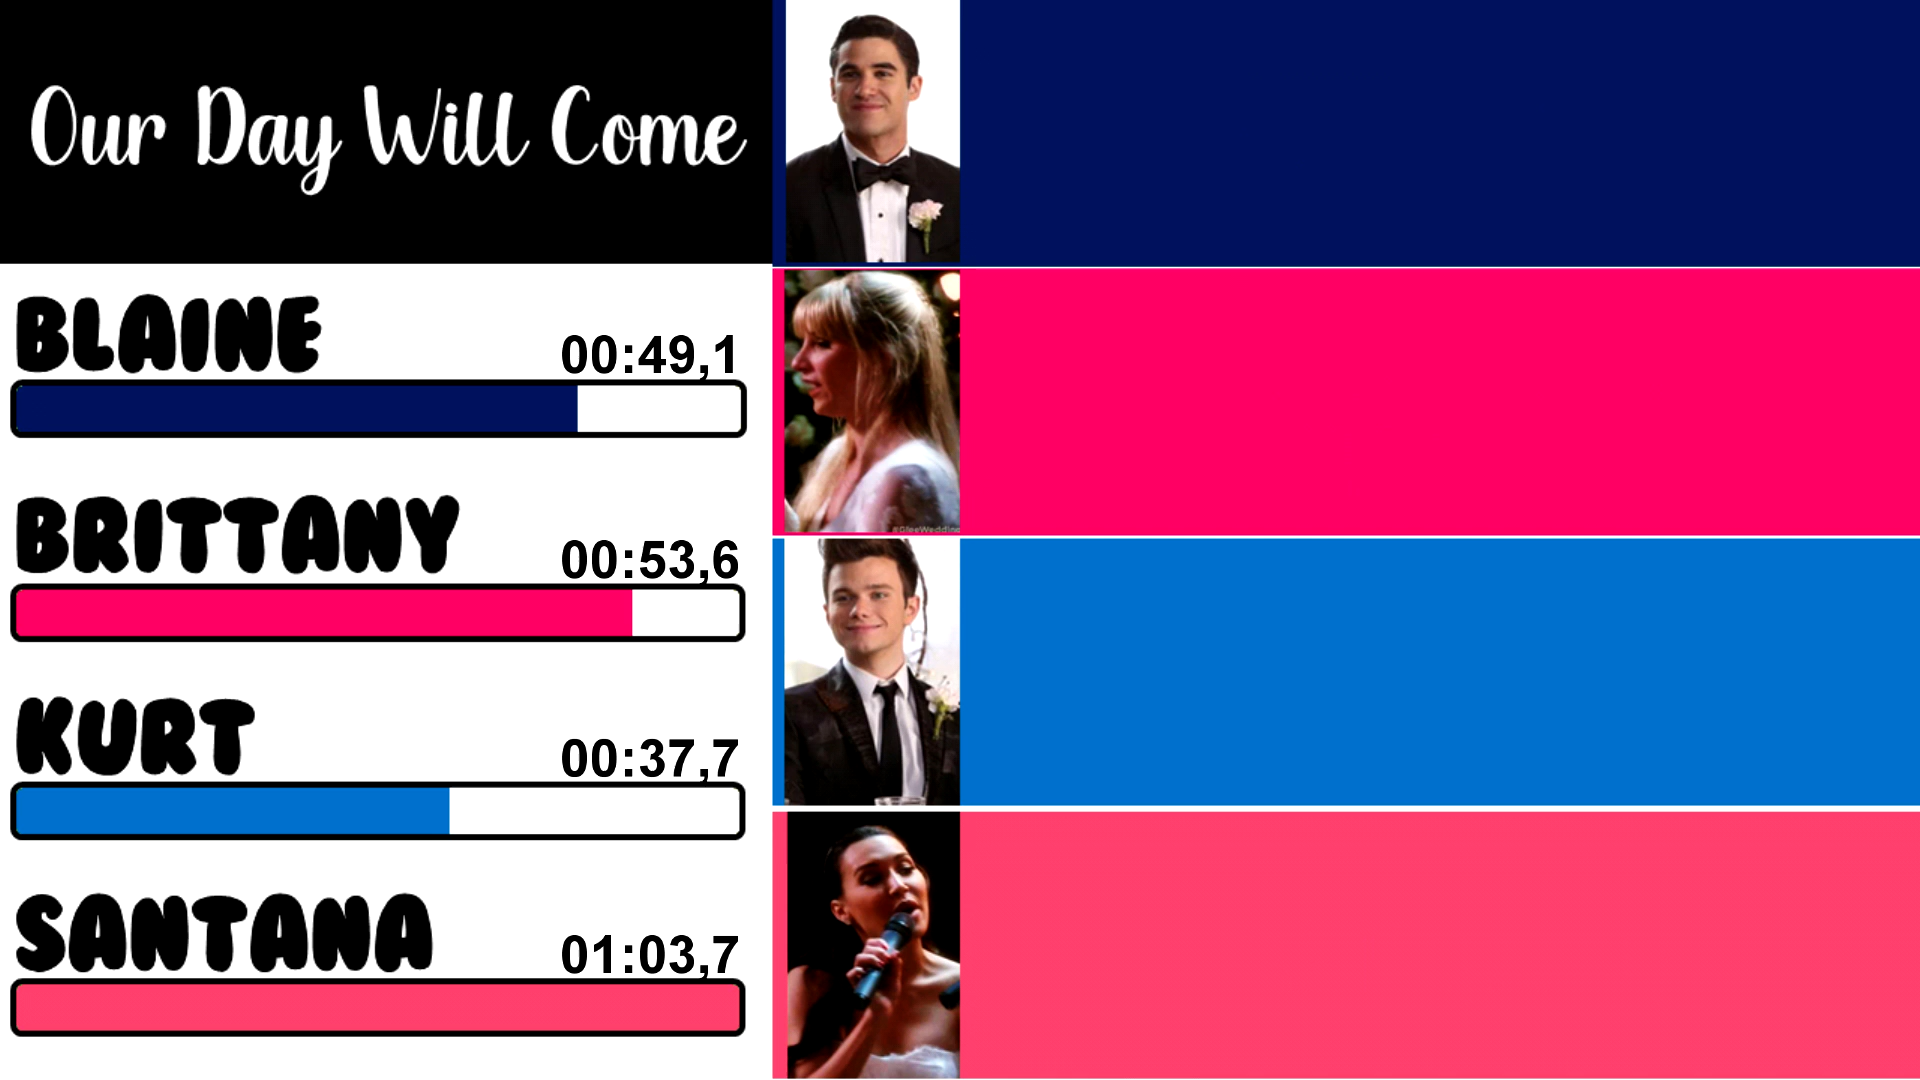 Our Day Will Come
BLAINE
00:49,1
BRITTANY
00:53,6
KURT
00:37,7
SANTANA
01:03,7
#GleeWedding